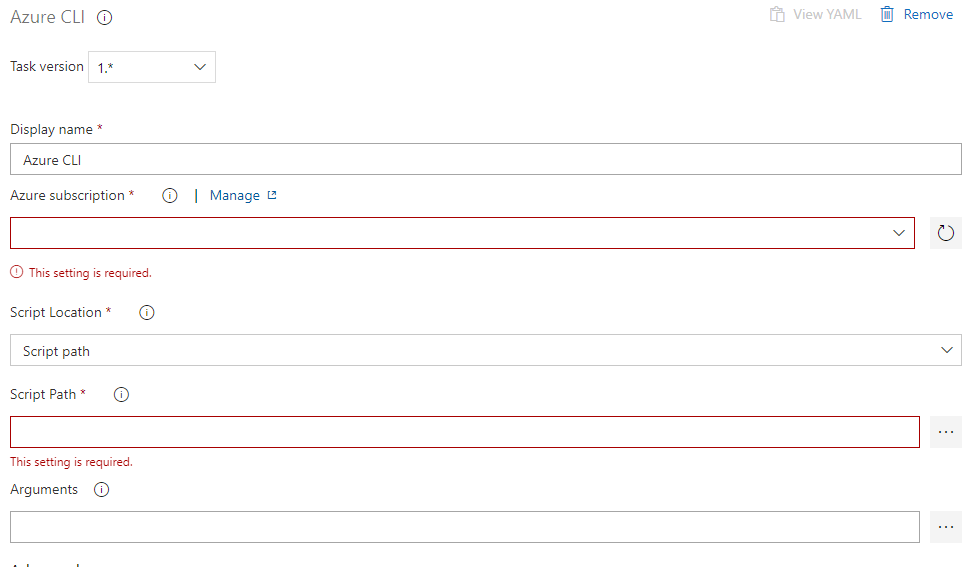 Azure CLI
View YAML
Remove
Task version 1.*
Display name *
Azure CLI
Azure subscription * | Manage
This setting is required.
Script Location *
Script path
Script Path *
This setting is required.
Arguments